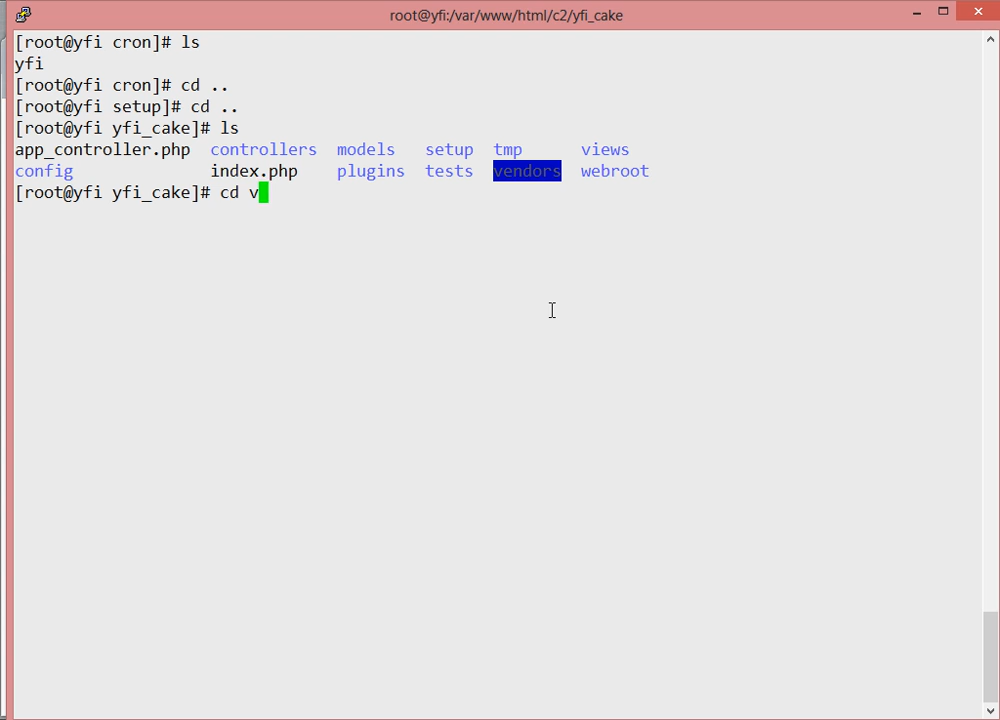 root@yfi:/var/www/html/c2/yfi_cake
[root@yfi cron]# ls
yfi
[root@yfi cron]# cd ..
[root@yfi setup]# cd ..
[root@yfi yfi_cake]# ls
app_controller.php controllers models setup tmp views
config index.php plugins tests vendors webroot
[root@yfi yfi_cake]# cd v